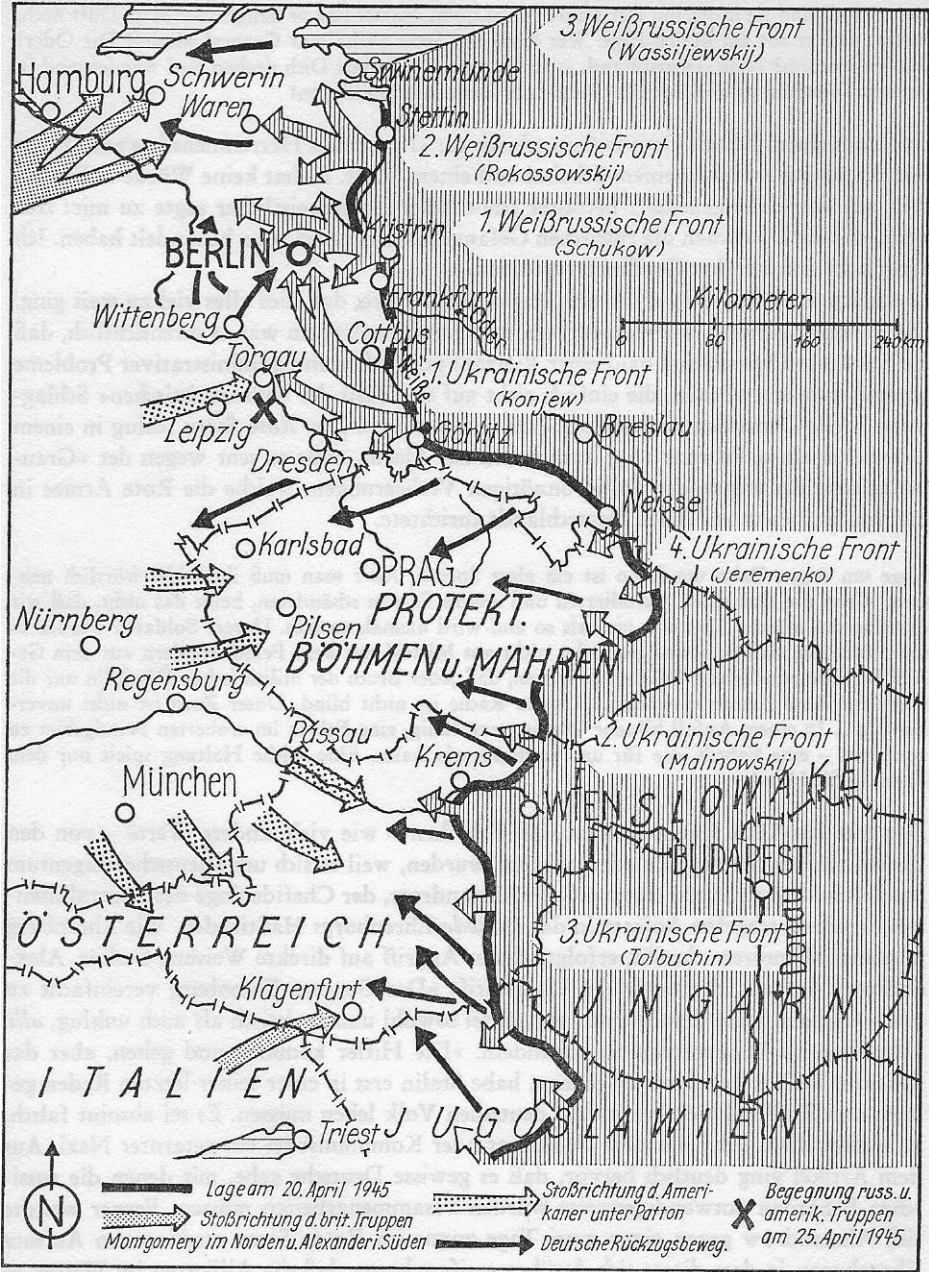 3. Weißrussische Front
(Wassiljewskij)
Hamburg
Schwerin
Swinemünde
Waren
Stettin
2. Weißrussische Front
(Rokossowskij)
Küstrin
1. Weißrussische Front
(Schukow)
BERLIN
Frankfurt
Oder
Kilometer
0 80 160 240 km
Wittenberg
Cottbus
Torgau
Neiße
1. Ukrainische Front
(Konjew)
Leipzig
Görlitz
Breslau
Dresden
Neisse
Karlsbad
4. Ukrainische Front
(Jeremenko)
PRAG
PROTEKT.
BÖHMEN u. MÄHREN
Nürnberg
Pilsen
Regensburg
Passau
Krems
2. Ukrainische Front
(Malinowskij)
München
WIEN
SLOWAKEI
BUDAPEST
Donau
ÖSTERREICH
3. Ukrainische Front
(Tolbuchin)
Klagenfurt
UNGARN
ITALIEN
JUGOSLAWIEN
Triest
N
Lage am 20. April 1945
Stoßrichtung d. brit. Truppen
Montgomery im Norden u. Alexander i. Süden
Stoßrichtung d. Ameri-
kaner unter Patton
Deutsche Rückzugsbeweg.
Begegnung russ. u.
amerik. Truppen
am 25. April 1945